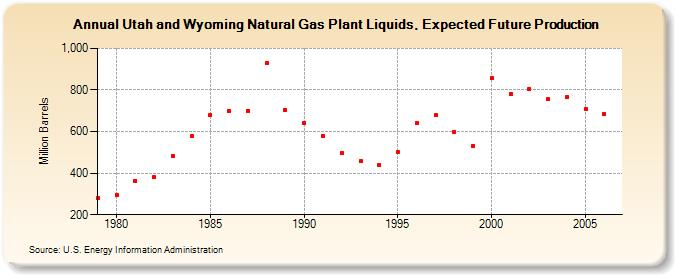 Annual Utah and Wyoming Natural Gas Plant Liquids, Expected Future Production
Million Barrels
1,000
800
600
400
200
1980 1985 1990 1995 2000 2005
Source: U.S. Energy Information Administration